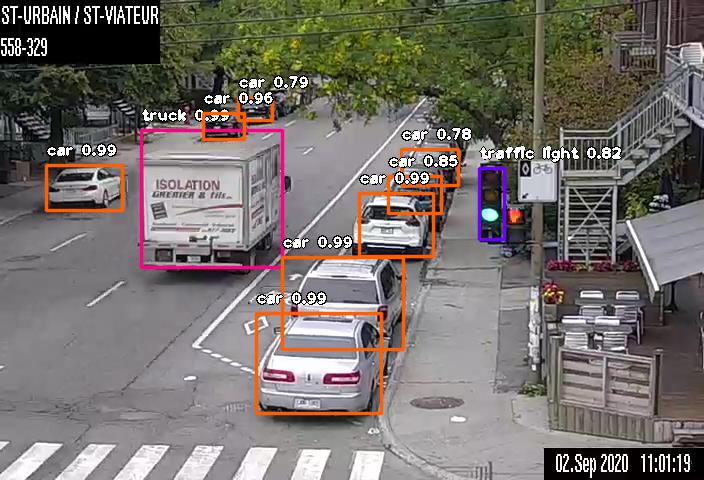 ST-URBAIN / ST-VIATEUR
558-329
car 0.79
car 0.96
truck 0.99
car 0.78
car 0.99
car 0.85
traffic light 0.82
car 0.99
ISOLATION
GRENIER & fils
car 0.99
car 0.99
02.Sep 2020 11:01:19